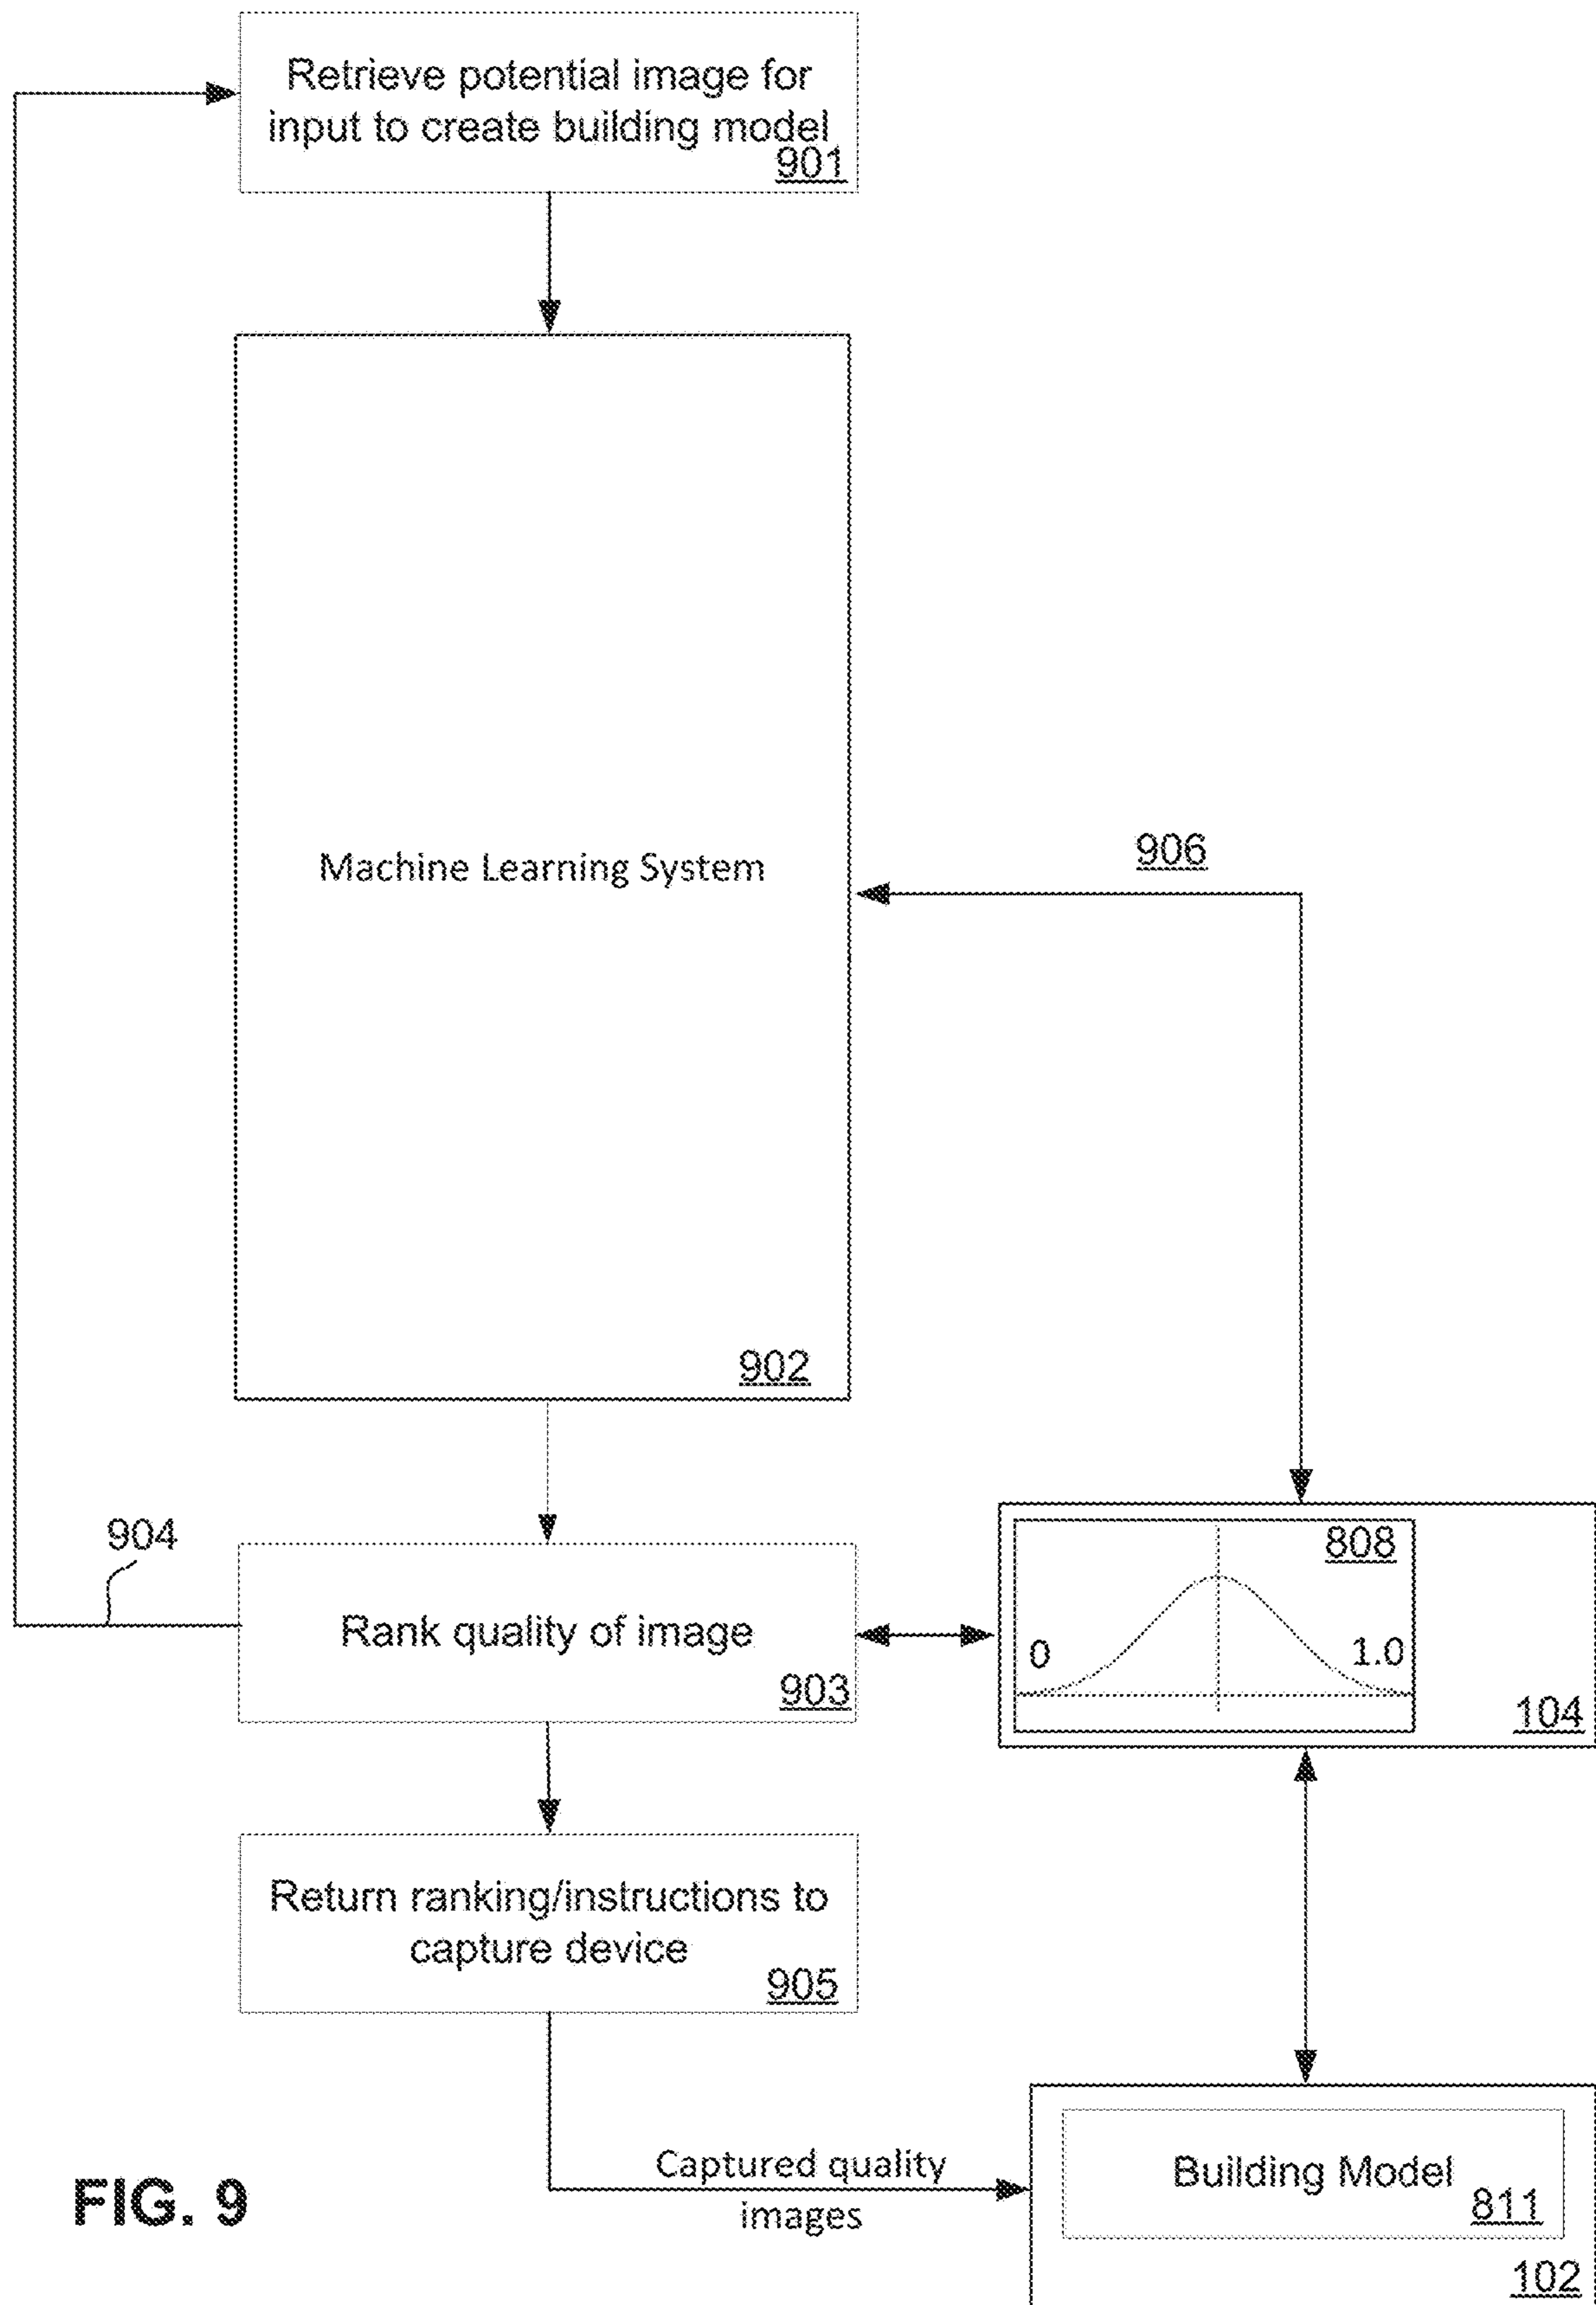 Retrieve potential image for
input to create building model
901
Machine Learning System
906
902
904
Rank quality of image
903
808
0
1.0
104
Return ranking/instructions to
capture device
905
Captured quality
images
Building Model
811
102
FIG. 9